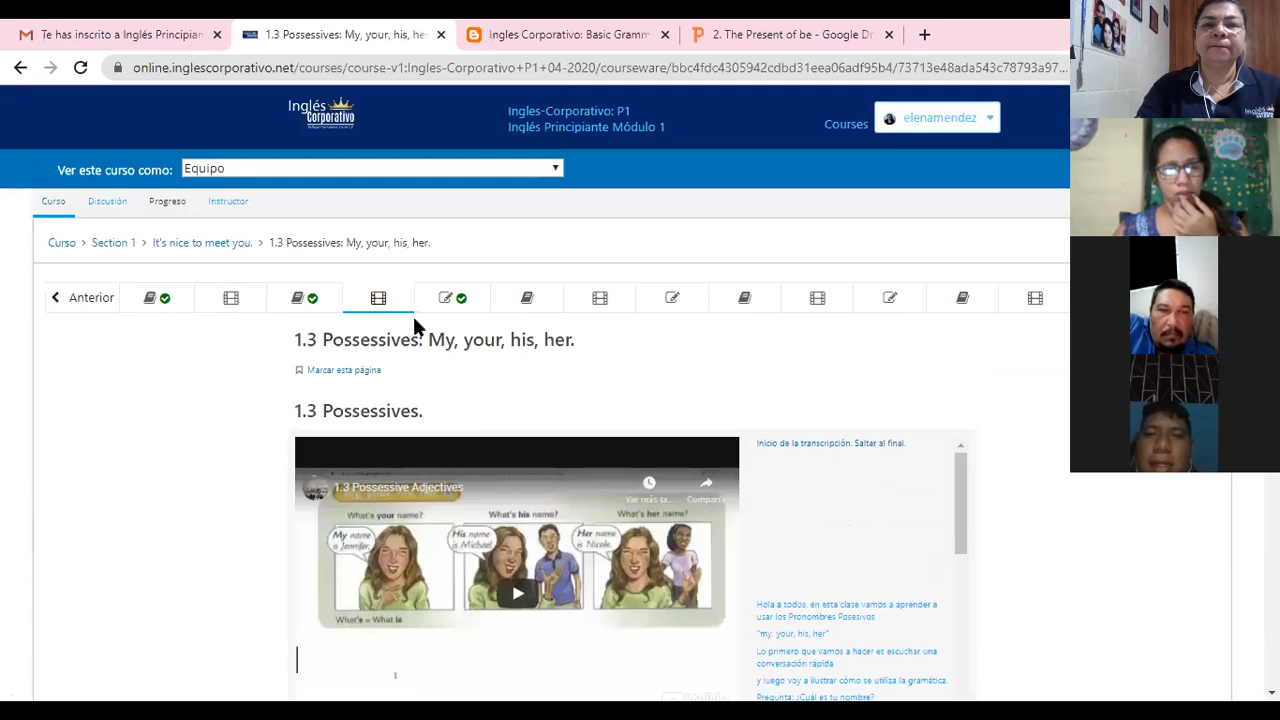 Te has inscrito a Inglés Principian
1.3 Possessives: My, your, his, he
Ingles Corporativo: Basic Gramm
2. The Present of be - Google Dr
online.inglescorporativo.net/courses/course-v1:Ingles-Corporativo+P1+04-2020/courseware/bbc4fdc4305942cdbd31eea06adf95b4/73713e48ada543c78793a97...
Inglés
Corporativo
Ingles-Corporativo: P1
Inglés Principiante Módulo 1
Courses
elenamendez
Ver este curso como:
Equipo
Curso
Discusión
Progreso
Instructor
Curso > Section 1 > It's nice to meet you. > 1.3 Possessives: My, your, his, her.
Anterior
1.3 Possessives: My, your, his, her.
Marcar esta página
1.3 Possessives.
1.3 Possessive Adjectives
Ver más ta...
Compartir
What's your name?
What's his name?
What's her name?
My name is Jennifer.
His name is Michael.
Her name is Nicole.
What's = What is
Inicio de la transcripción. Saltar al final.
Hola a todos, en esta clase vamos a aprender a
usar los Pronombres Posesivos
"my, your, his, her"
Lo primero que vamos a hacer es escuchar una
conversación rápida
y luego voy a ilustrar cómo se utiliza la gramática.
Pregunta: ¿Cuál es tu nombre?